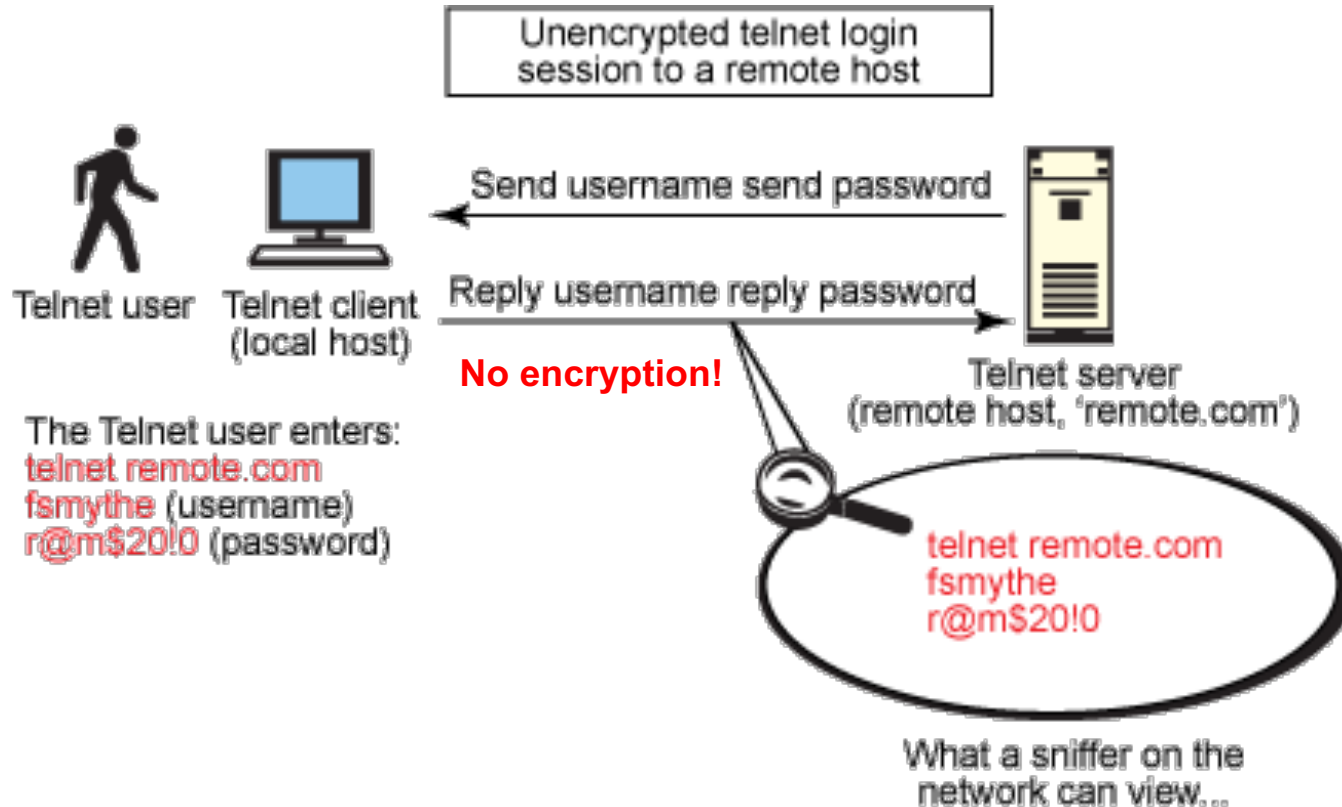 Unencrypted telnet login
session to a remote host
Send username send password
Telnet user
Telnet client
(local host)
Reply username reply password
No encryption!
Telnet server
(remote host, 'remote.com')
The Telnet user enters:
telnet remote.com
fsmythe (username)
r@m$20!0 (password)
telnet remote.com
fsmythe
r@m$20!0
What a sniffer on the
network can view...